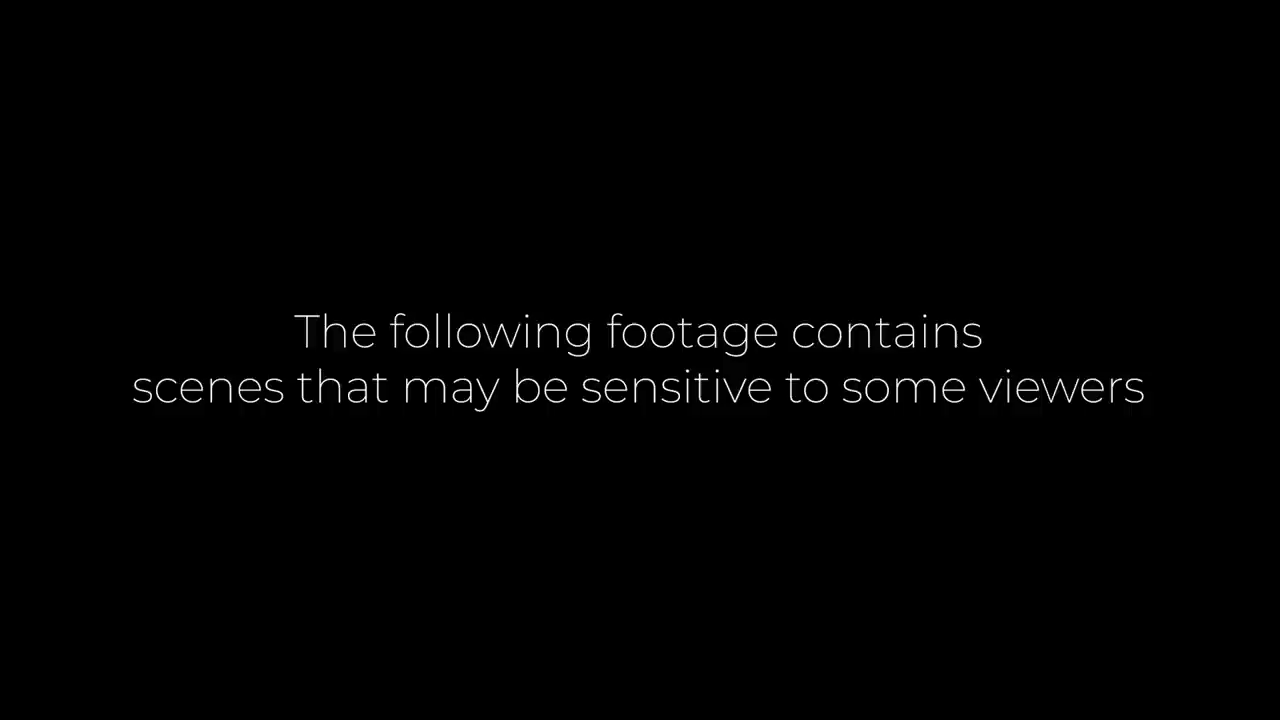 The following footage contains
scenes that may be sensitive to some viewers